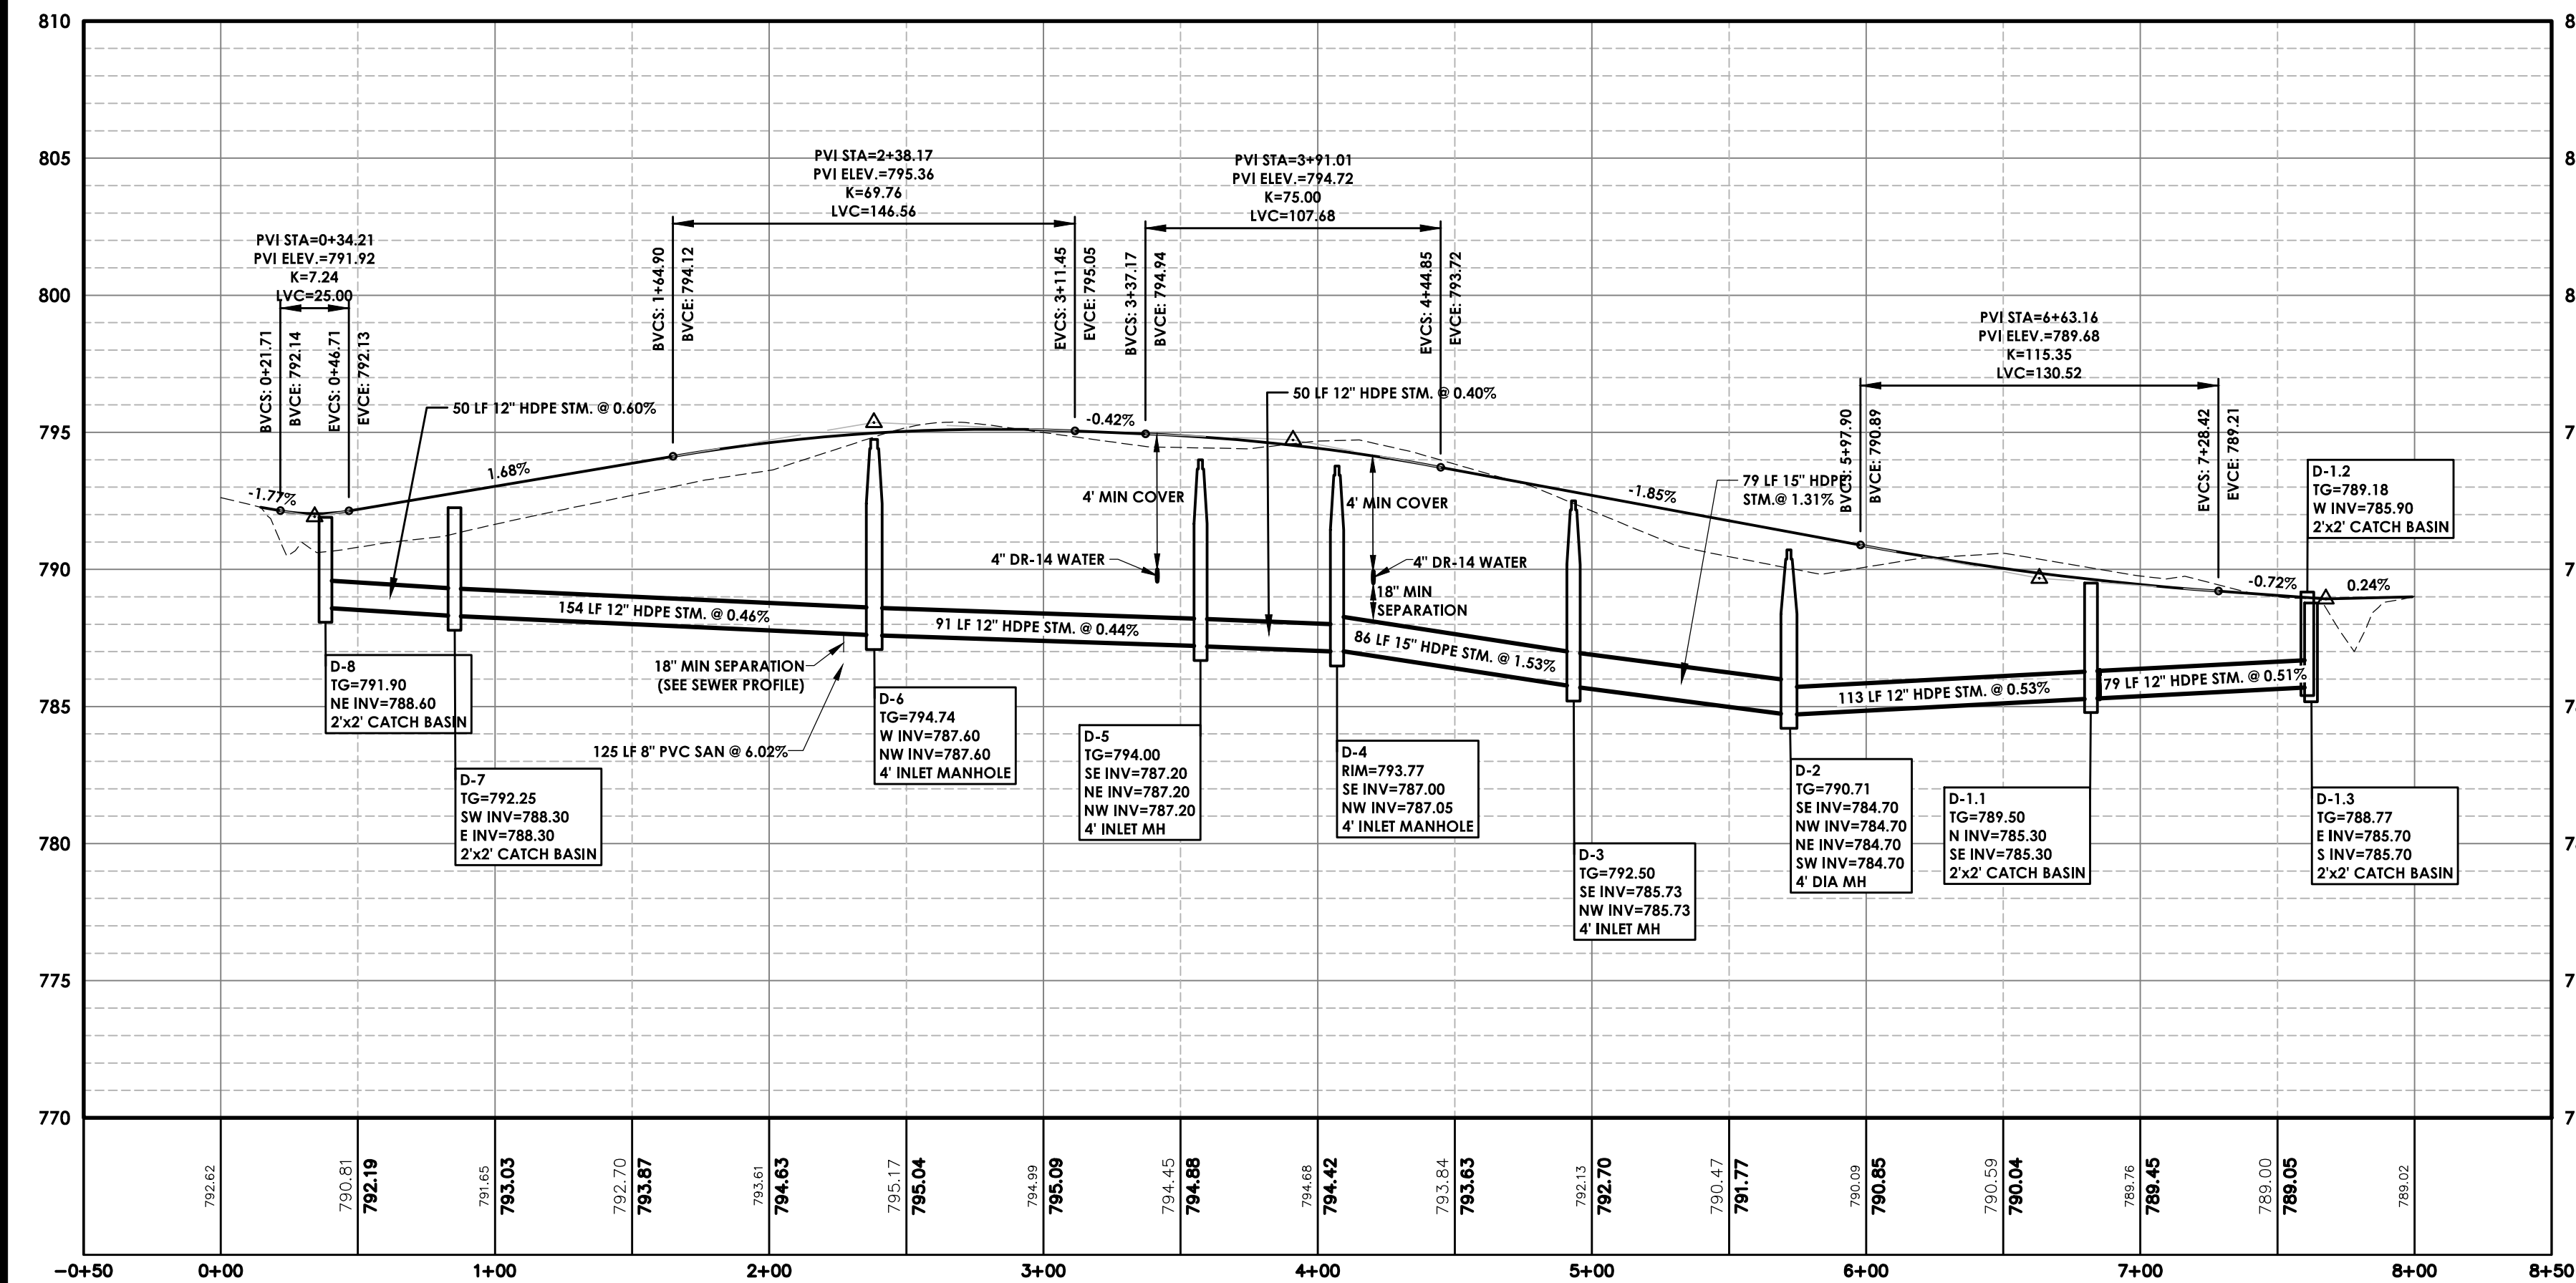 810
805
800
795
790
785
780
775
770
8
8
8
7
7
7
7
7
7
PVI STA=0+34.21
PVI ELEV.=791.92
K=7.24
LVC=25.00
BVCS: 0+21.71
BVCE: 792.14
EVCS: 0+46.71
EVCE: 792.13
PVI STA=2+38.17
PVI ELEV.=795.36
K=69.76
LVC=146.56
BVCS: 1+64.90
BVCE: 794.12
EVCS: 3+11.45
EVCE: 795.05
PVI STA=3+91.01
PVI ELEV.=794.72
K=75.00
LVC=107.68
BVCS: 3+37.17
BVCE: 794.94
EVCS: 4+44.85
EVCE: 793.72
PVI STA=6+63.16
PVI ELEV.=789.68
K=115.35
LVC=130.52
BVCS: 5+97.90
BVCE: 790.89
EVCS: 7+28.42
EVCE: 789.21
-1.77%
1.68%
-0.42%
-1.85%
-0.72%
0.24%
50 LF 12" HDPE STM. @ 0.60%
50 LF 12" HDPE STM. @ 0.40%
79 LF 15" HDPE
STM.@ 1.31%
4' MIN COVER
4' MIN COVER
4" DR-14 WATER
4" DR-14 WATER
18" MIN
SEPARATION
154 LF 12" HDPE STM. @ 0.46%
91 LF 12" HDPE STM. @ 0.44%
86 LF 15" HDPE STM. @ 1.53%
113 LF 12" HDPE STM. @ 0.53%
79 LF 12" HDPE STM. @ 0.51%
18" MIN SEPARATION
(SEE SEWER PROFILE)
125 LF 8" PVC SAN @ 6.02%
D-8
TG=791.90
NE INV=788.60
2'x2' CATCH BASIN
D-7
TG=792.25
SW INV=788.30
E INV=788.30
2'x2' CATCH BASIN
D-6
TG=794.74
W INV=787.60
NW INV=787.60
4' INLET MANHOLE
D-5
TG=794.00
SE INV=787.20
NE INV=787.20
NW INV=787.20
4' INLET MH
D-4
RIM=793.77
SE INV=787.00
NW INV=787.05
4' INLET MANHOLE
D-3
TG=792.50
SE INV=785.73
NW INV=785.73
4' INLET MH
D-2
TG=790.71
SE INV=784.70
NW INV=784.70
NE INV=784.70
SW INV=784.70
4' DIA MH
D-1.1
TG=789.50
N INV=785.30
SE INV=785.30
2'x2' CATCH BASIN
D-1.2
TG=789.18
W INV=785.90
2'x2' CATCH BASIN
D-1.3
TG=788.77
E INV=785.70
S INV=785.70
2'x2' CATCH BASIN
792.62
790.81
792.19
791.65
793.03
792.70
793.87
793.61
794.63
795.17
795.04
794.99
795.09
794.45
794.88
794.68
794.42
793.84
793.63
792.13
792.70
790.47
791.77
790.09
790.85
790.59
790.04
789.76
789.45
789.00
789.05
789.02
-0+50
0+00
1+00
2+00
3+00
4+00
5+00
6+00
7+00
8+00
8+50